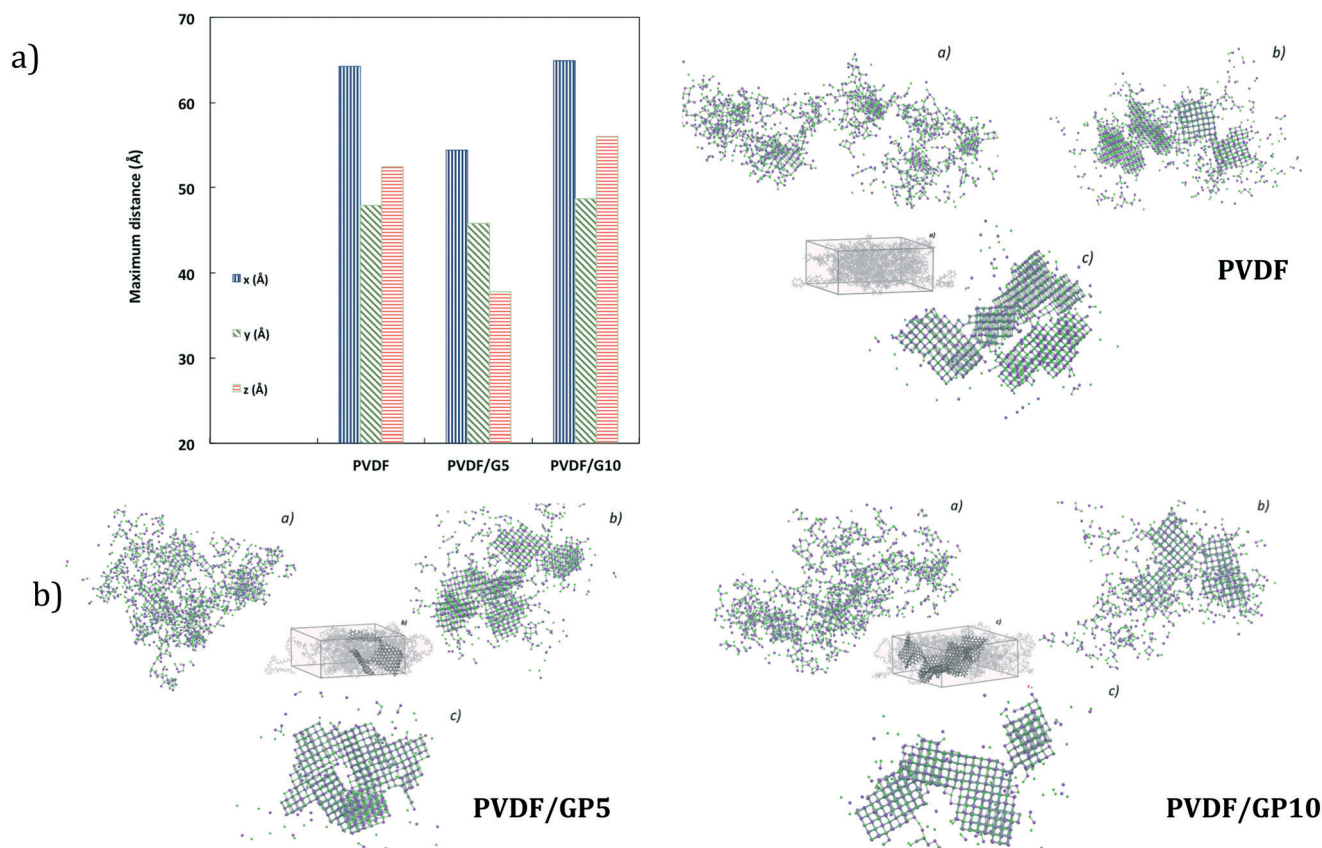 a)
70
60
50
40
30
20
Maximum distance (Å)
x (Å)
y (Å)
z (Å)
PVDF
PVDF/G5
PVDF/G10
a)
b)
a)
c)
PVDF
b)
a)
b)
b)
c)
PVDF/GP5
a)
b)
c)
c)
PVDF/GP10